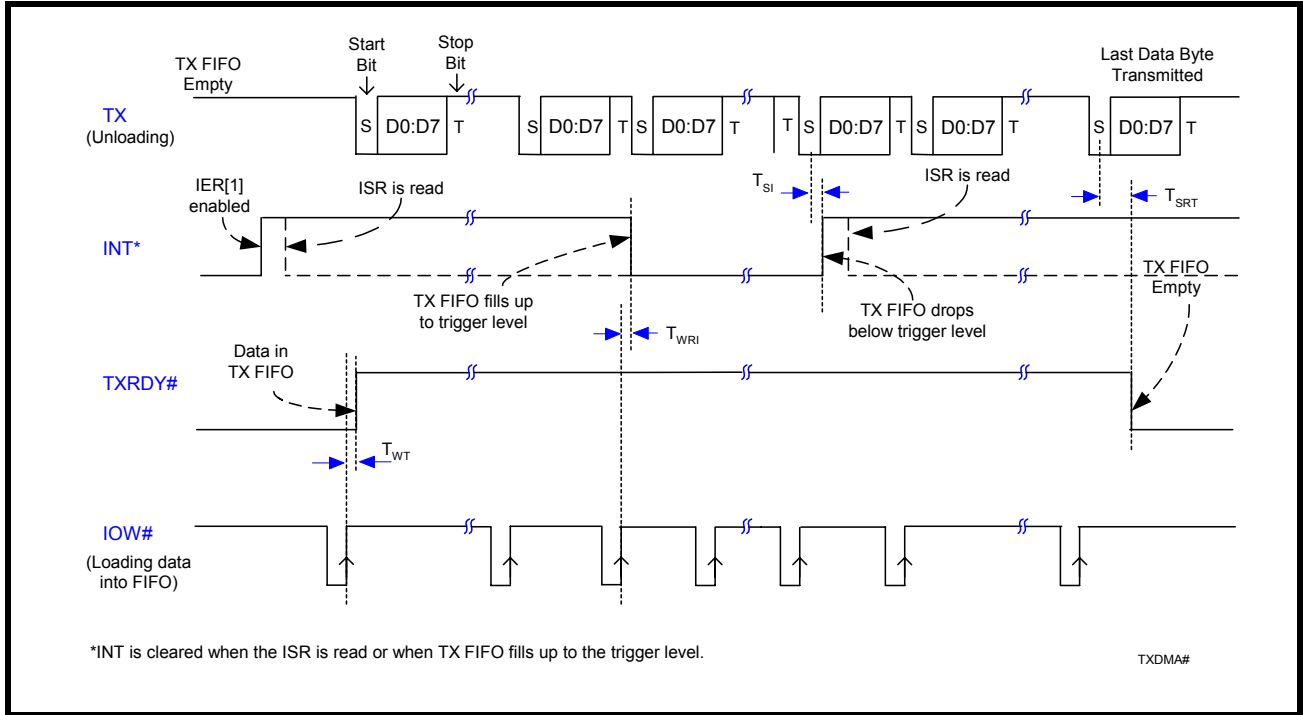 Start
Bit
Stop
Bit
TX FIFO
Empty
Last Data Byte
Transmitted
TX
(Unloading)
S D0:D7 T S D0:D7 T S D0:D7 T T S D0:D7 T S D0:D7 T S D0:D7 T
IER[1]
enabled
ISR is read
TSI
ISR is read
TSRT
INT*
TX FIFO fills up
to trigger level
TX FIFO drops
below trigger level
TX FIFO
Empty
TWRI
Data in
TX FIFO
TXRDY#
TWT
IOW#
(Loading data
into FIFO)
*INT is cleared when the ISR is read or when TX FIFO fills up to the trigger level.
TXDMA#